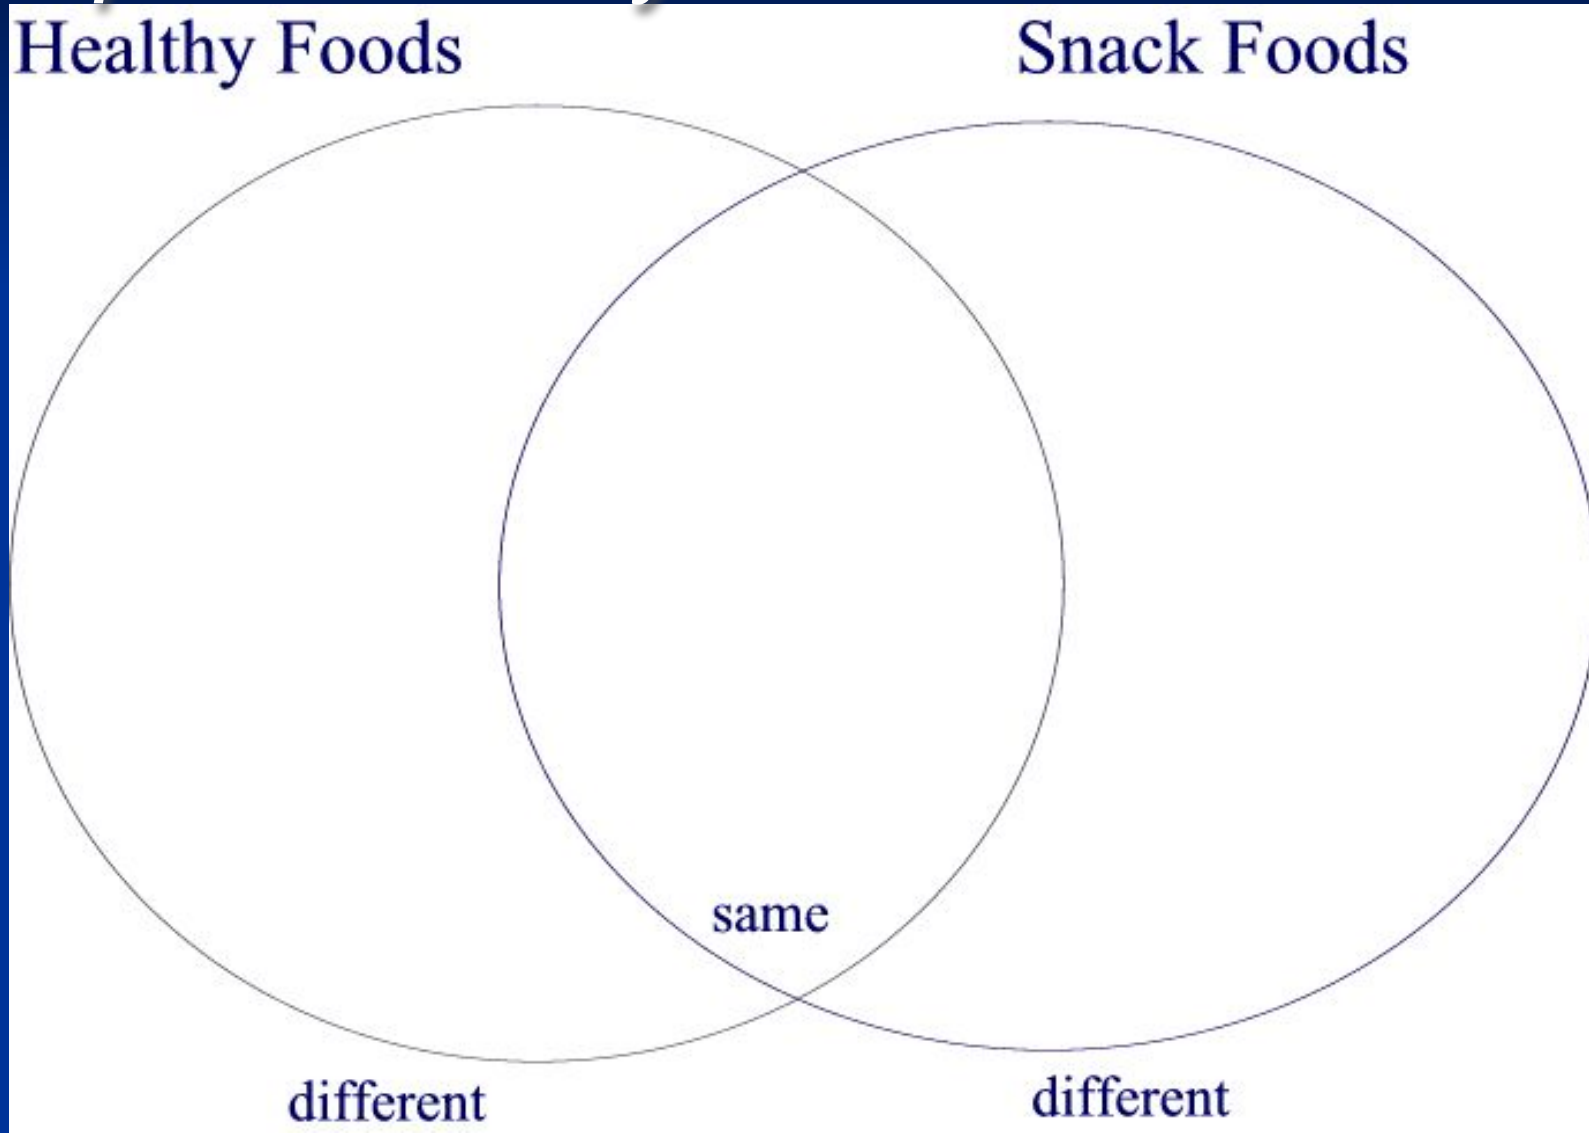 Healthy Foods
Snack Foods
same
different
different